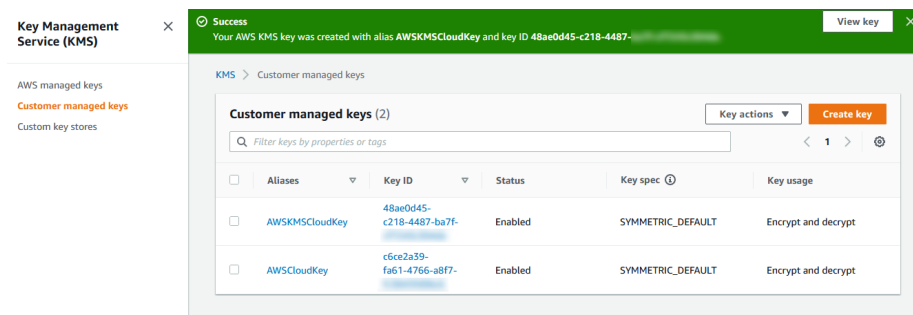 Key Management
Service (KMS)
AWS managed keys
Customer managed keys
Custom key stores
Success
Your AWS KMS key was created with alias AWSKMSCloudKey and key ID 48ae0d45-c218-4487-
View key
KMS > Customer managed keys
Customer managed keys (2)
Key actions
Create key
Filter keys by properties or tags
1
Aliases Key ID Status Key spec Key usage
48ae0d45-
AWSKMSCloudKey c218-4487-ba7f- Enabled SYMMETRIC_DEFAULT Encrypt and decrypt
c6ce2a39-
AWSCloudKey fa61-4766-a8f7- Enabled SYMMETRIC_DEFAULT Encrypt and decrypt